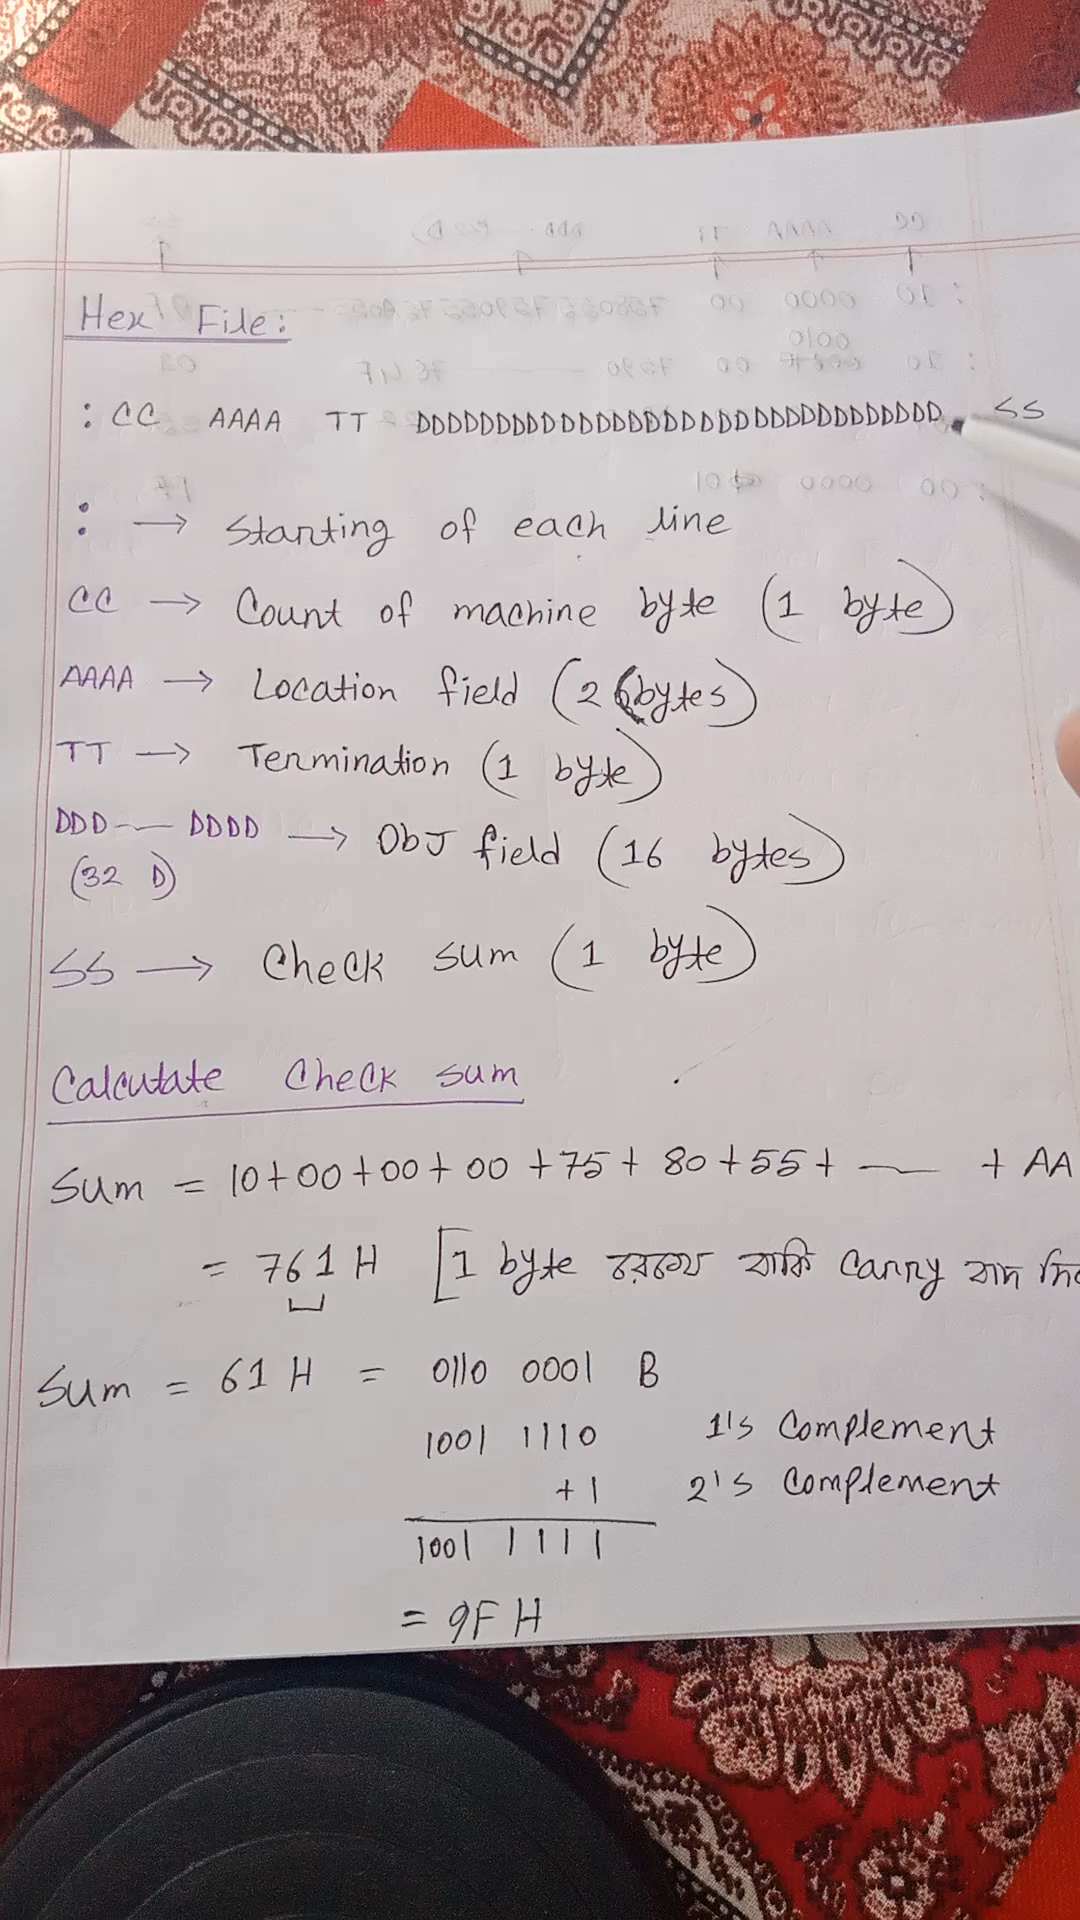 Hex File:
: CC AAAA TT DDDDDDDDDDDDDDDDDDDDDDDDDDDDDDDD SS
: → Starting of each line
CC → Count of machine byte (1 byte)
AAAA → Location field (2 bytes)
TT → Termination (1 byte)
DDD — DDDD → Obj field (16 bytes)
(32 D)
SS → Check sum (1 byte)
Calculate Check sum
Sum = 10+00+00+00+75+80+55+ — + AA
= 761 H [1 byte বাকি carry বাদ
Sum = 61 H = 0110 0001 B
1001 1110 1's Complement
+1 2's Complement
1001 1111
= 9F H